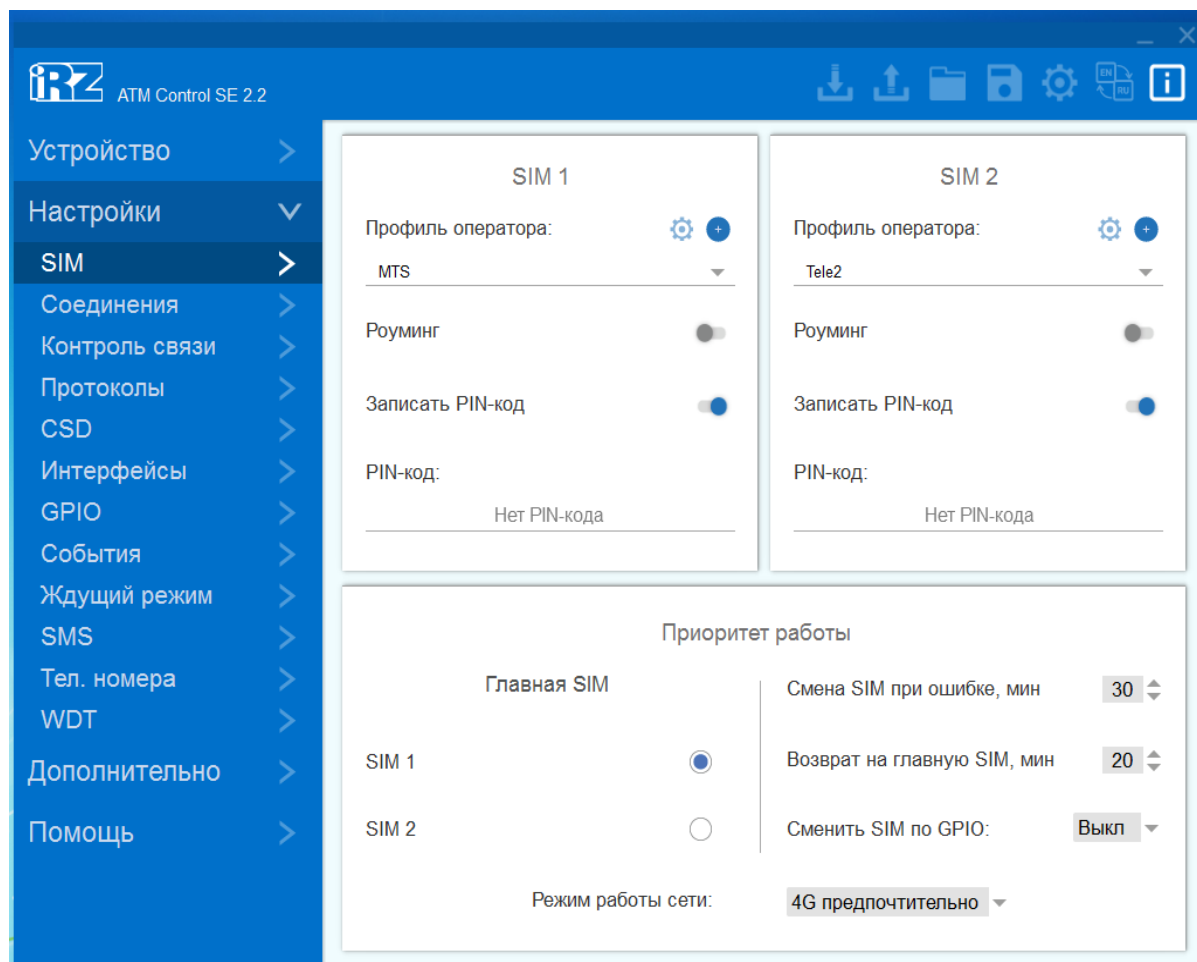 iRZ ATM Control SE 2.2
EN
RU
Устройство
Настройки
SIM
Соединения
Контроль связи
Протоколы
CSD
Интерфейсы
GPIO
События
Ждущий режим
SMS
Тел. номера
WDT
Дополнительно
Помощь
SIM 1
Профиль оператора:
MTS
Роуминг
Записать PIN-код
PIN-код:
Нет PIN-кода
SIM 2
Профиль оператора:
Tele2
Роуминг
Записать PIN-код
PIN-код:
Нет PIN-кода
Приоритет работы
Главная SIM
SIM 1
SIM 2
Смена SIM при ошибке, мин 30
Возврат на главную SIM, мин 20
Сменить SIM по GPIO: Выкл
Режим работы сети: 4G предпочтительно